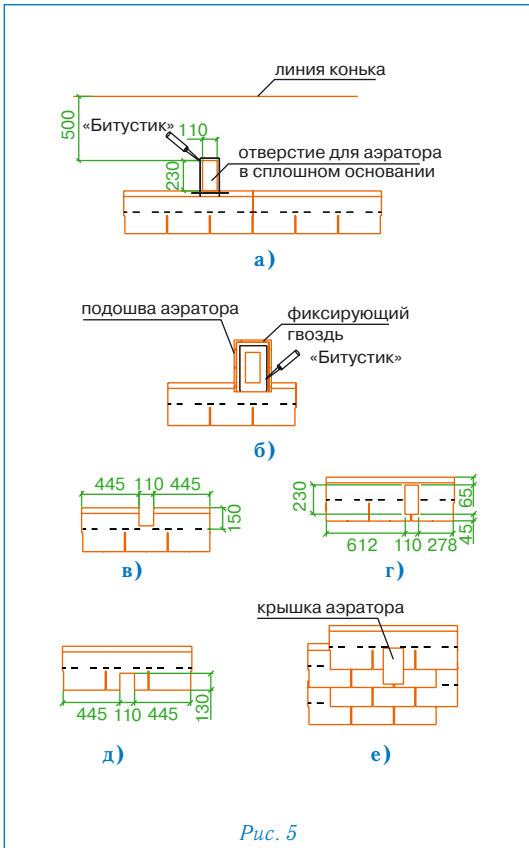 линия конька
500
«Битустик»
110
230
отверстие для аэратора
в сплошном основании
а)
подошва аэратора
фиксирующий
гвоздь
«Битустик»
б)
445 110 445
150
в)
230
65
45
612 110 278
г)
445 110 445
130
д)
крышка аэратора
е)
Рис. 5